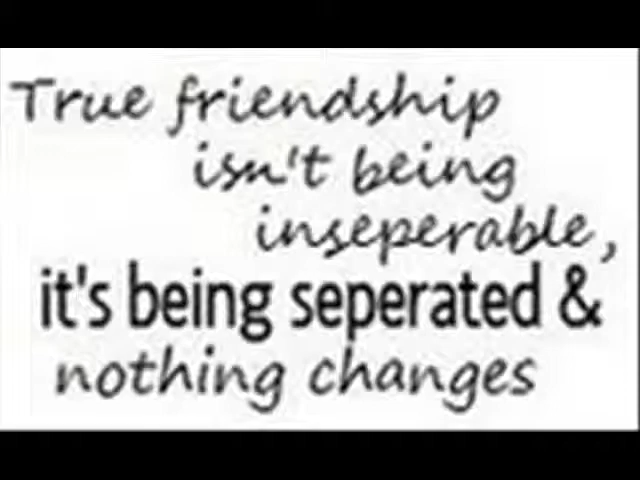 True friendship
isn't being
inseperable,
it's being seperated &
nothing changes